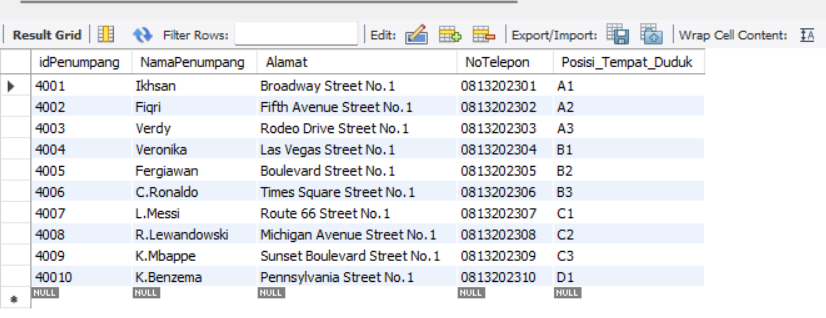 Result Grid Filter Rows: Edit: Export/Import: Wrap Cell Content: IA
idPenumpang NamaPenumpang Alamat NoTelepon Posisi_Tempat_Duduk
4001 Ikhsan Broadway Street No.1 0813202301 A1
4002 Fiqri Fifth Avenue Street No.1 0813202302 A2
4003 Verdy Rodeo Drive Street No.1 0813202303 A3
4004 Veronika Las Vegas Street No.1 0813202304 B1
4005 Fergiawan Boulevard Street No.1 0813202305 B2
4006 C.Ronaldo Times Square Street No.1 0813202306 B3
4007 L.Messi Route 66 Street No.1 0813202307 C1
4008 R.Lewandowski Michigan Avenue Street No.1 0813202308 C2
4009 K.Mbappe Sunset Boulevard Street No.1 0813202309 C3
40010 K.Benzema Pennsylvania Street No.1 0813202310 D1
NULL NULL NULL NULL NULL